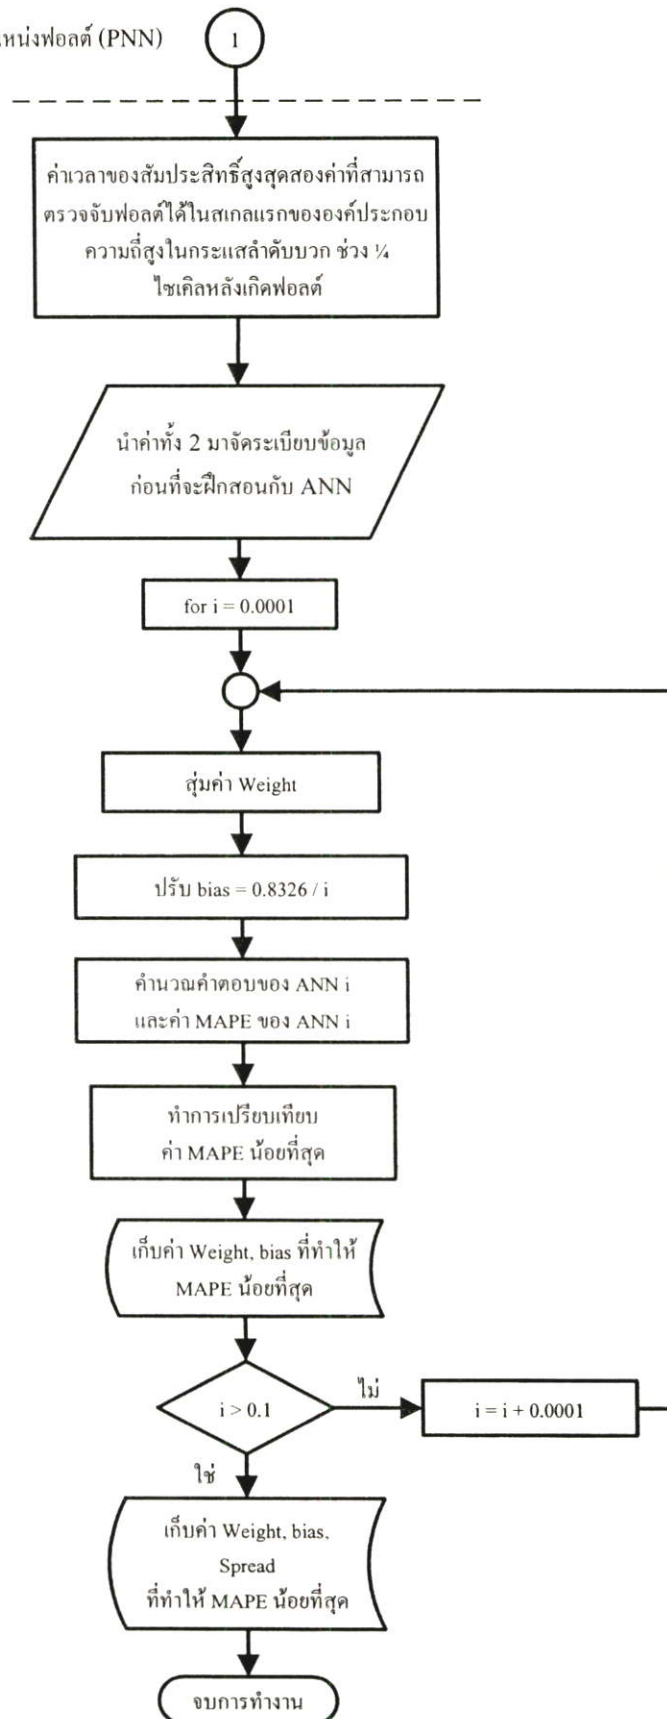 หน่งฟอลต์ (PNN)
1
ค่าเวลาของสัมประสิทธิ์สูงสุดสองค่าที่สามารถ
ตรวจจับฟอลต์ได้ในสเกลแรกขององค์ประกอบ
ความถี่สูงในกระแสลำดับบวก ช่วง ¼
ไซเคิลหลังเกิดฟอลต์
นำค่าทั้ง 2 มาจัดระเบียบข้อมูล
ก่อนที่จะฝึกสอนกับ ANN
for i = 0.0001
สุ่มค่า Weight
ปรับ bias = 0.8326 / i
คำนวณคำตอบของ ANN i
และค่า MAPE ของ ANN i
ทำการเปรียบเทียบ
ค่า MAPE น้อยที่สุด
เก็บค่า Weight, bias ที่ทำให้
MAPE น้อยที่สุด
i > 0.1
ไม่
i = i + 0.0001
ใช่
เก็บค่า Weight, bias,
Spread
ที่ทำให้ MAPE น้อยที่สุด
จบการทำงาน